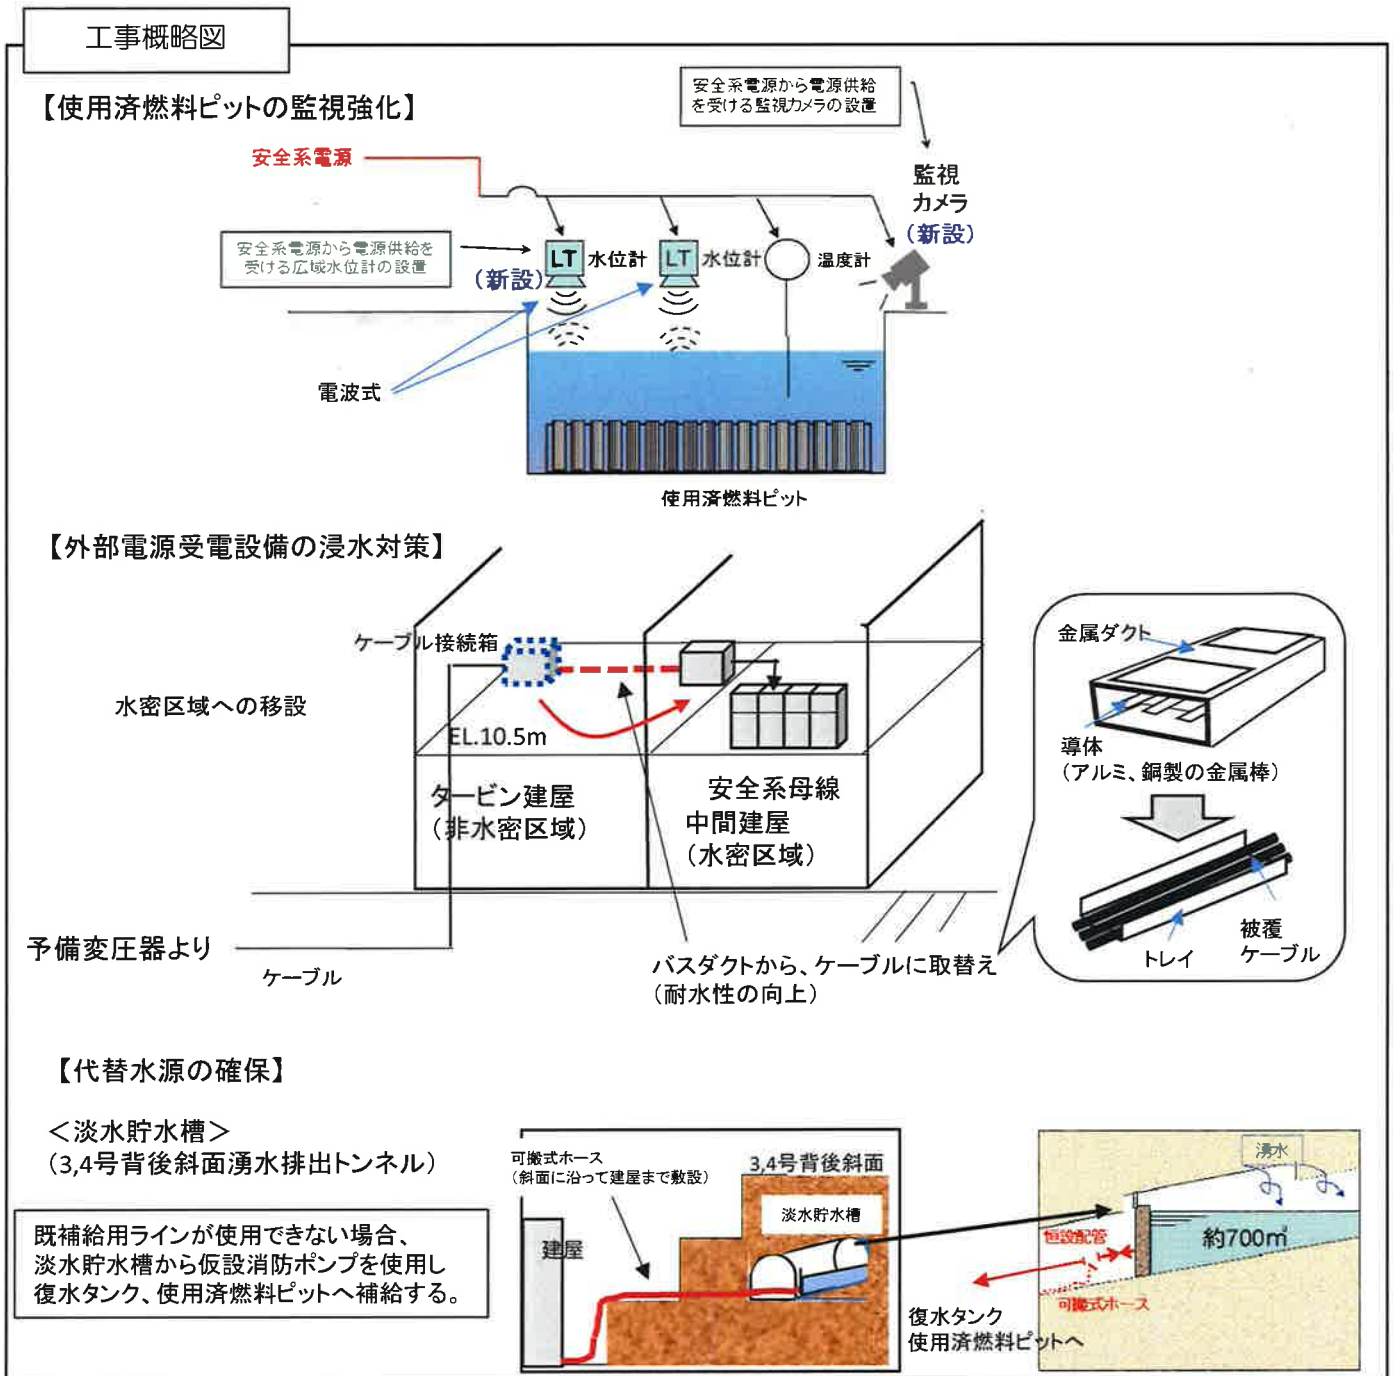 工事概略図
【使用済燃料ピットの監視強化】
安全系電源から電源供給
を受ける監視カメラの設置
安全系電源
監視
カメラ
(新設)
安全系電源から電源供給を
受ける広域水位計の設置
(新設)
LT
水位計
LT
水位計
温度計
電波式
使用済燃料ピット
【外部電源受電設備の浸水対策】
ケーブル接続箱
水密区域への移設
EL.10.5m
タービン建屋
(非水密区域)
安全系母線
中間建屋
(水密区域)
金属ダクト
導体
(アルミ、銅製の金属棒)
トレイ
被覆
ケーブル
予備変圧器より
ケーブル
バスダクトから、ケーブルに取替え
(耐水性の向上)
【代替水源の確保】
<淡水貯水槽>
(3,4号背後斜面湧水排出トンネル)
既補給用ラインが使用できない場合、
淡水貯水槽から仮設消防ポンプを使用し
復水タンク、使用済燃料ピットへ補給する。
可搬式ホース
(斜面に沿って建屋まで敷設)
3,4号背後斜面
淡水貯水槽
建屋
湧水
恒設配管
約700㎥
可搬式ホース
復水タンク
使用済燃料ピットへ